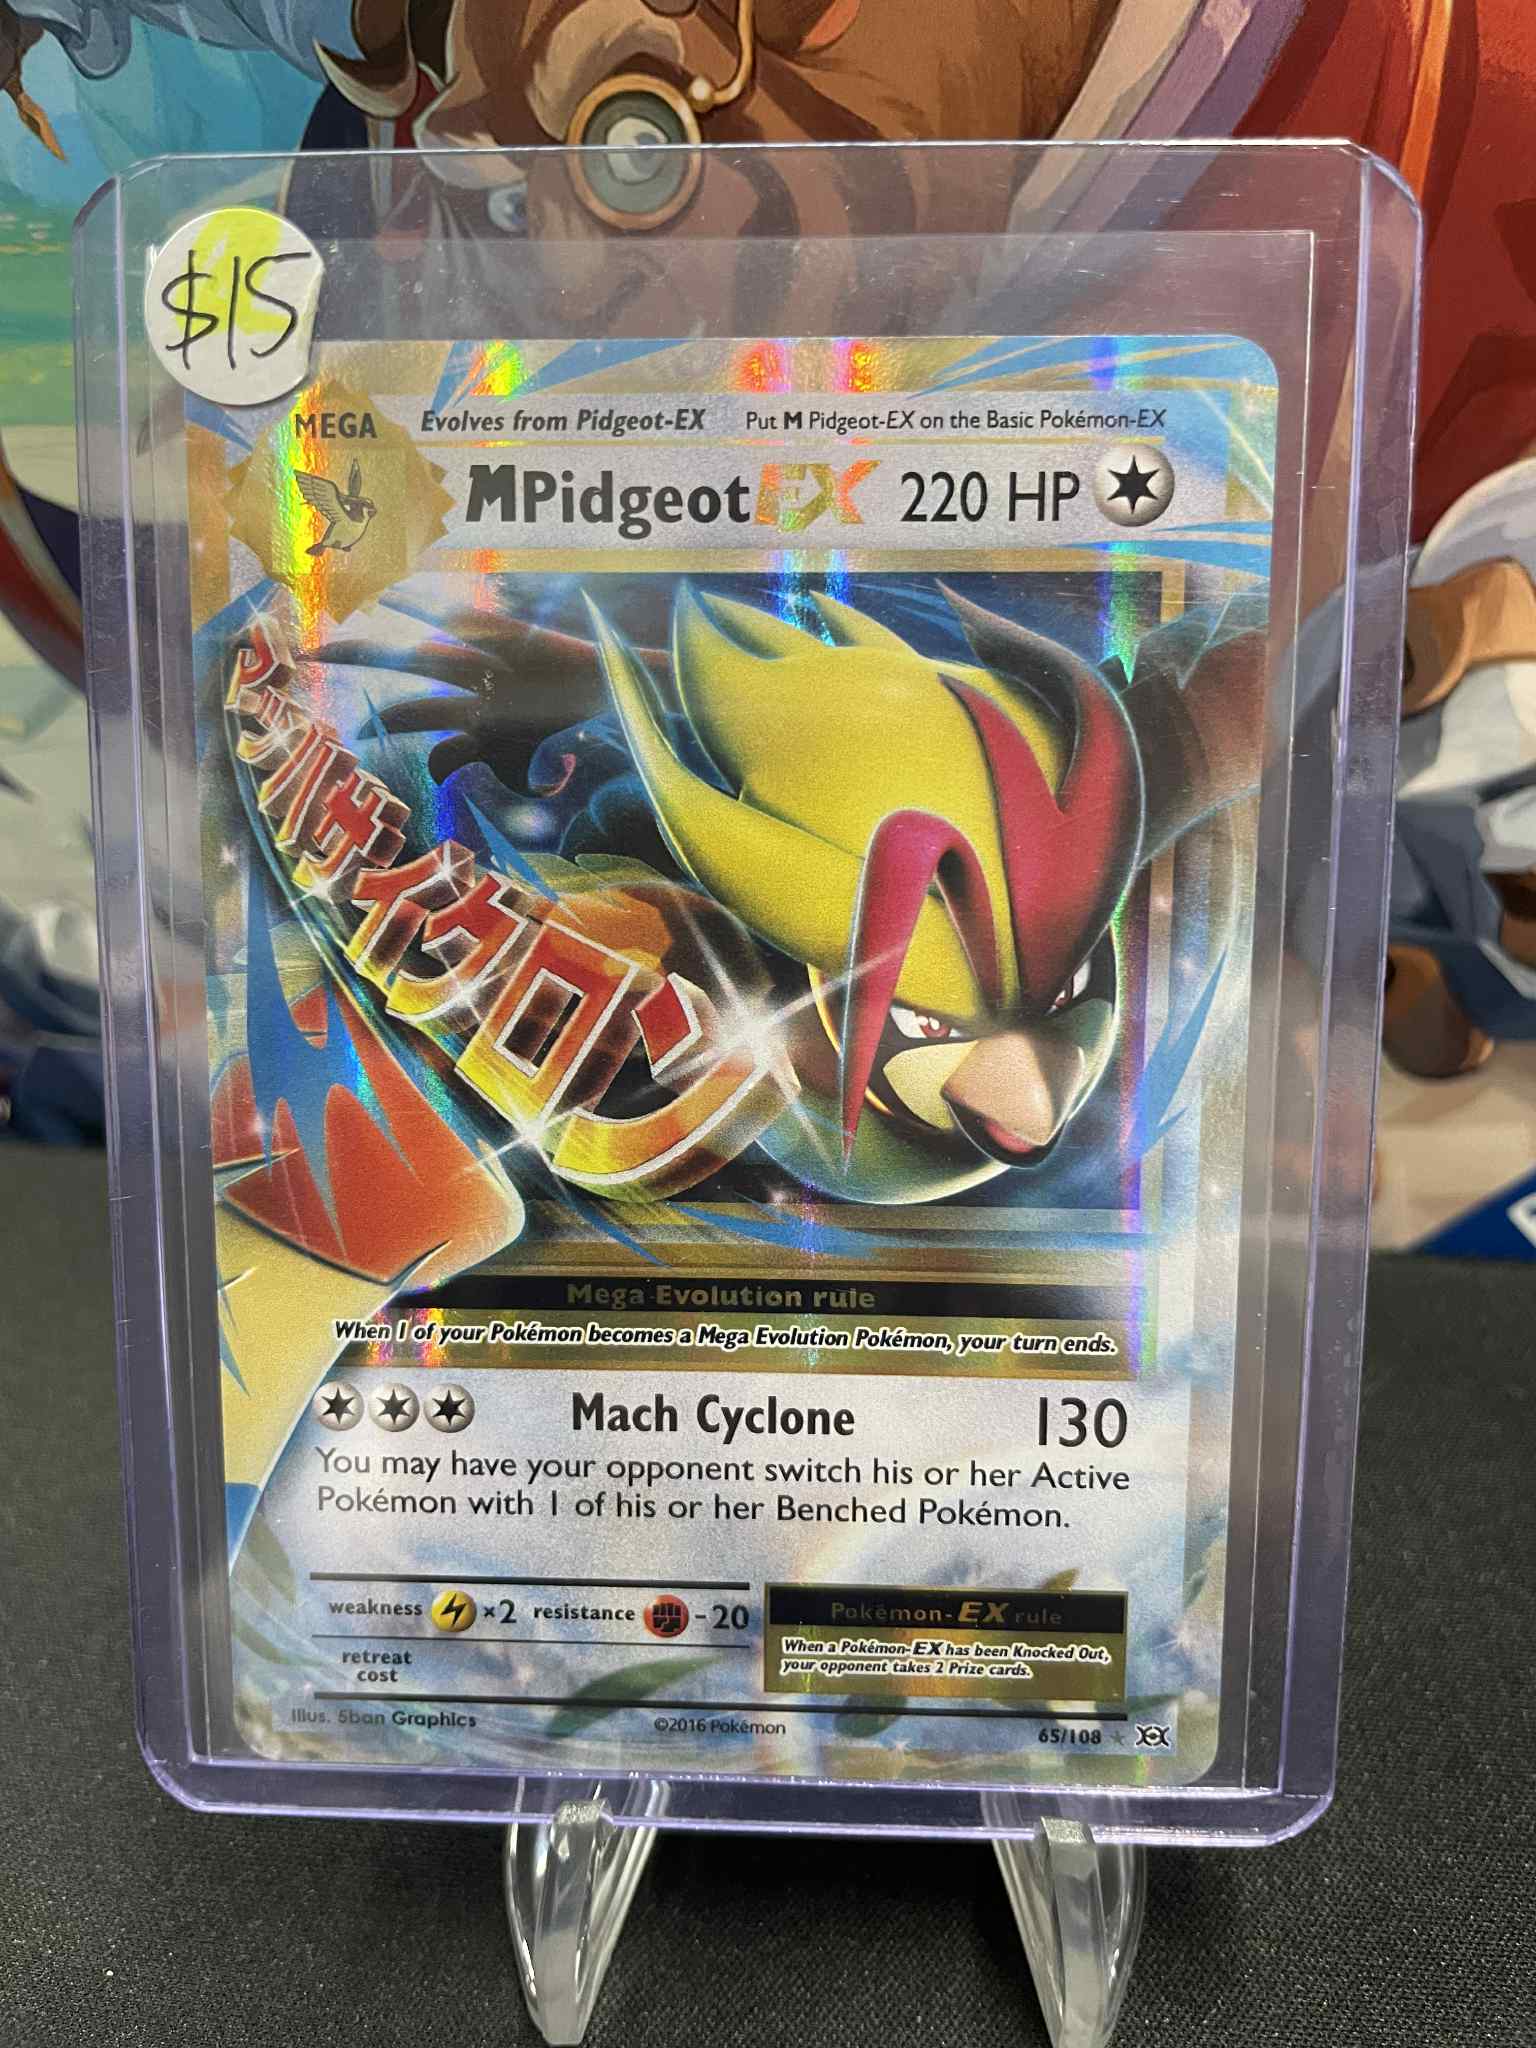 $15
MEGA
Evolves from Pidgeot-EX
Put M Pidgeot-EX on the Basic Pokémon-EX
MPidgeotEX 220 HP
マッハサイクロン
Mega Evolution rule
When 1 of your Pokémon becomes a Mega Evolution Pokémon, your turn ends.
Mach Cyclone 130
You may have your opponent switch his or her Active
Pokémon with 1 of his or her Benched Pokémon.
weakness ×2 resistance -20
retreat
cost
Pokémon-EX rule
When a Pokémon-EX has been Knocked Out,
your opponent takes 2 Prize cards.
Illus. 5ban Graphics
©2016 Pokémon
65/108